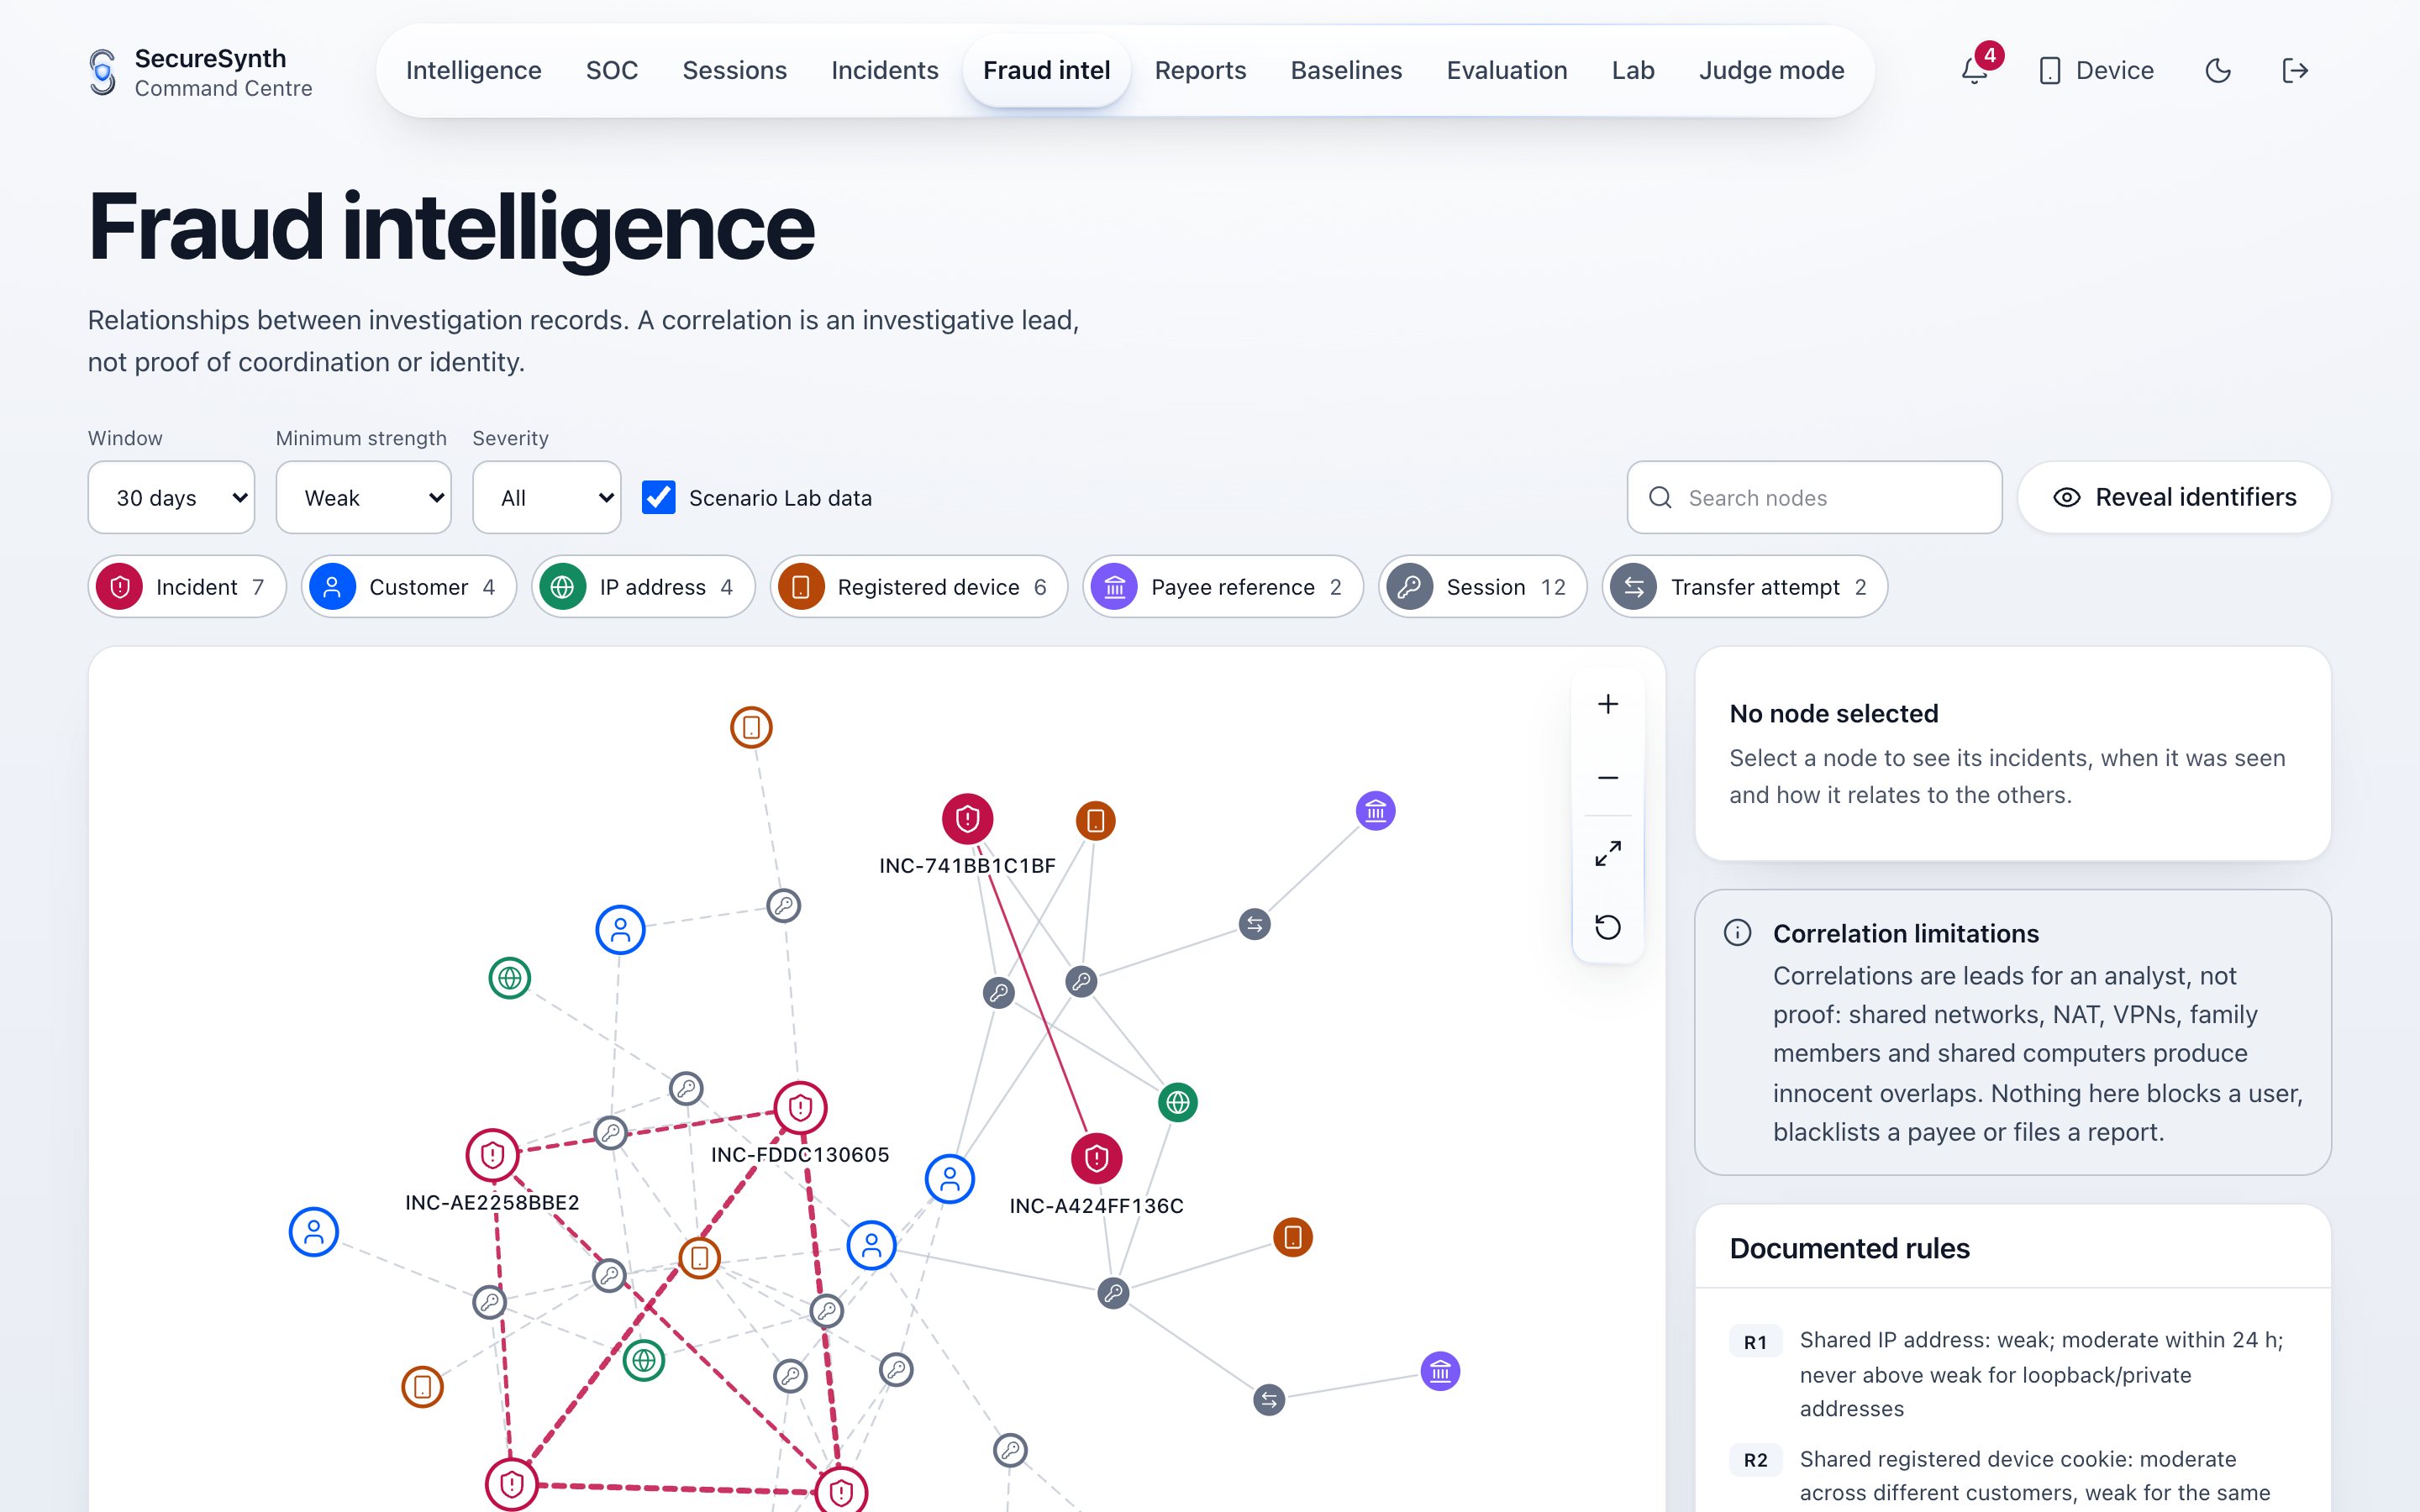 SecureSynth
Command Centre
Intelligence
SOC
Sessions
Incidents
Fraud intel
Reports
Baselines
Evaluation
Lab
Judge mode
4
Device
Fraud intelligence
Relationships between investigation records. A correlation is an investigative lead,
not proof of coordination or identity.
Window
Minimum strength
Severity
30 days
Weak
All
Scenario Lab data
Search nodes
Reveal identifiers
Incident 7
Customer 4
IP address 4
Registered device 6
Payee reference 2
Session 12
Transfer attempt 2
INC-741BB1C1BF
INC-FDDC130605
INC-AE2258BBE2
INC-A424FF136C
No node selected
Select a node to see its incidents, when it was seen
and how it relates to the others.
Correlation limitations
Correlations are leads for an analyst, not
proof: shared networks, NAT, VPNs, family
members and shared computers produce
innocent overlaps. Nothing here blocks a user,
blacklists a payee or files a report.
Documented rules
R1
Shared IP address: weak; moderate within 24 h;
never above weak for loopback/private
addresses
R2
Shared registered device cookie: moderate
across different customers, weak for the same